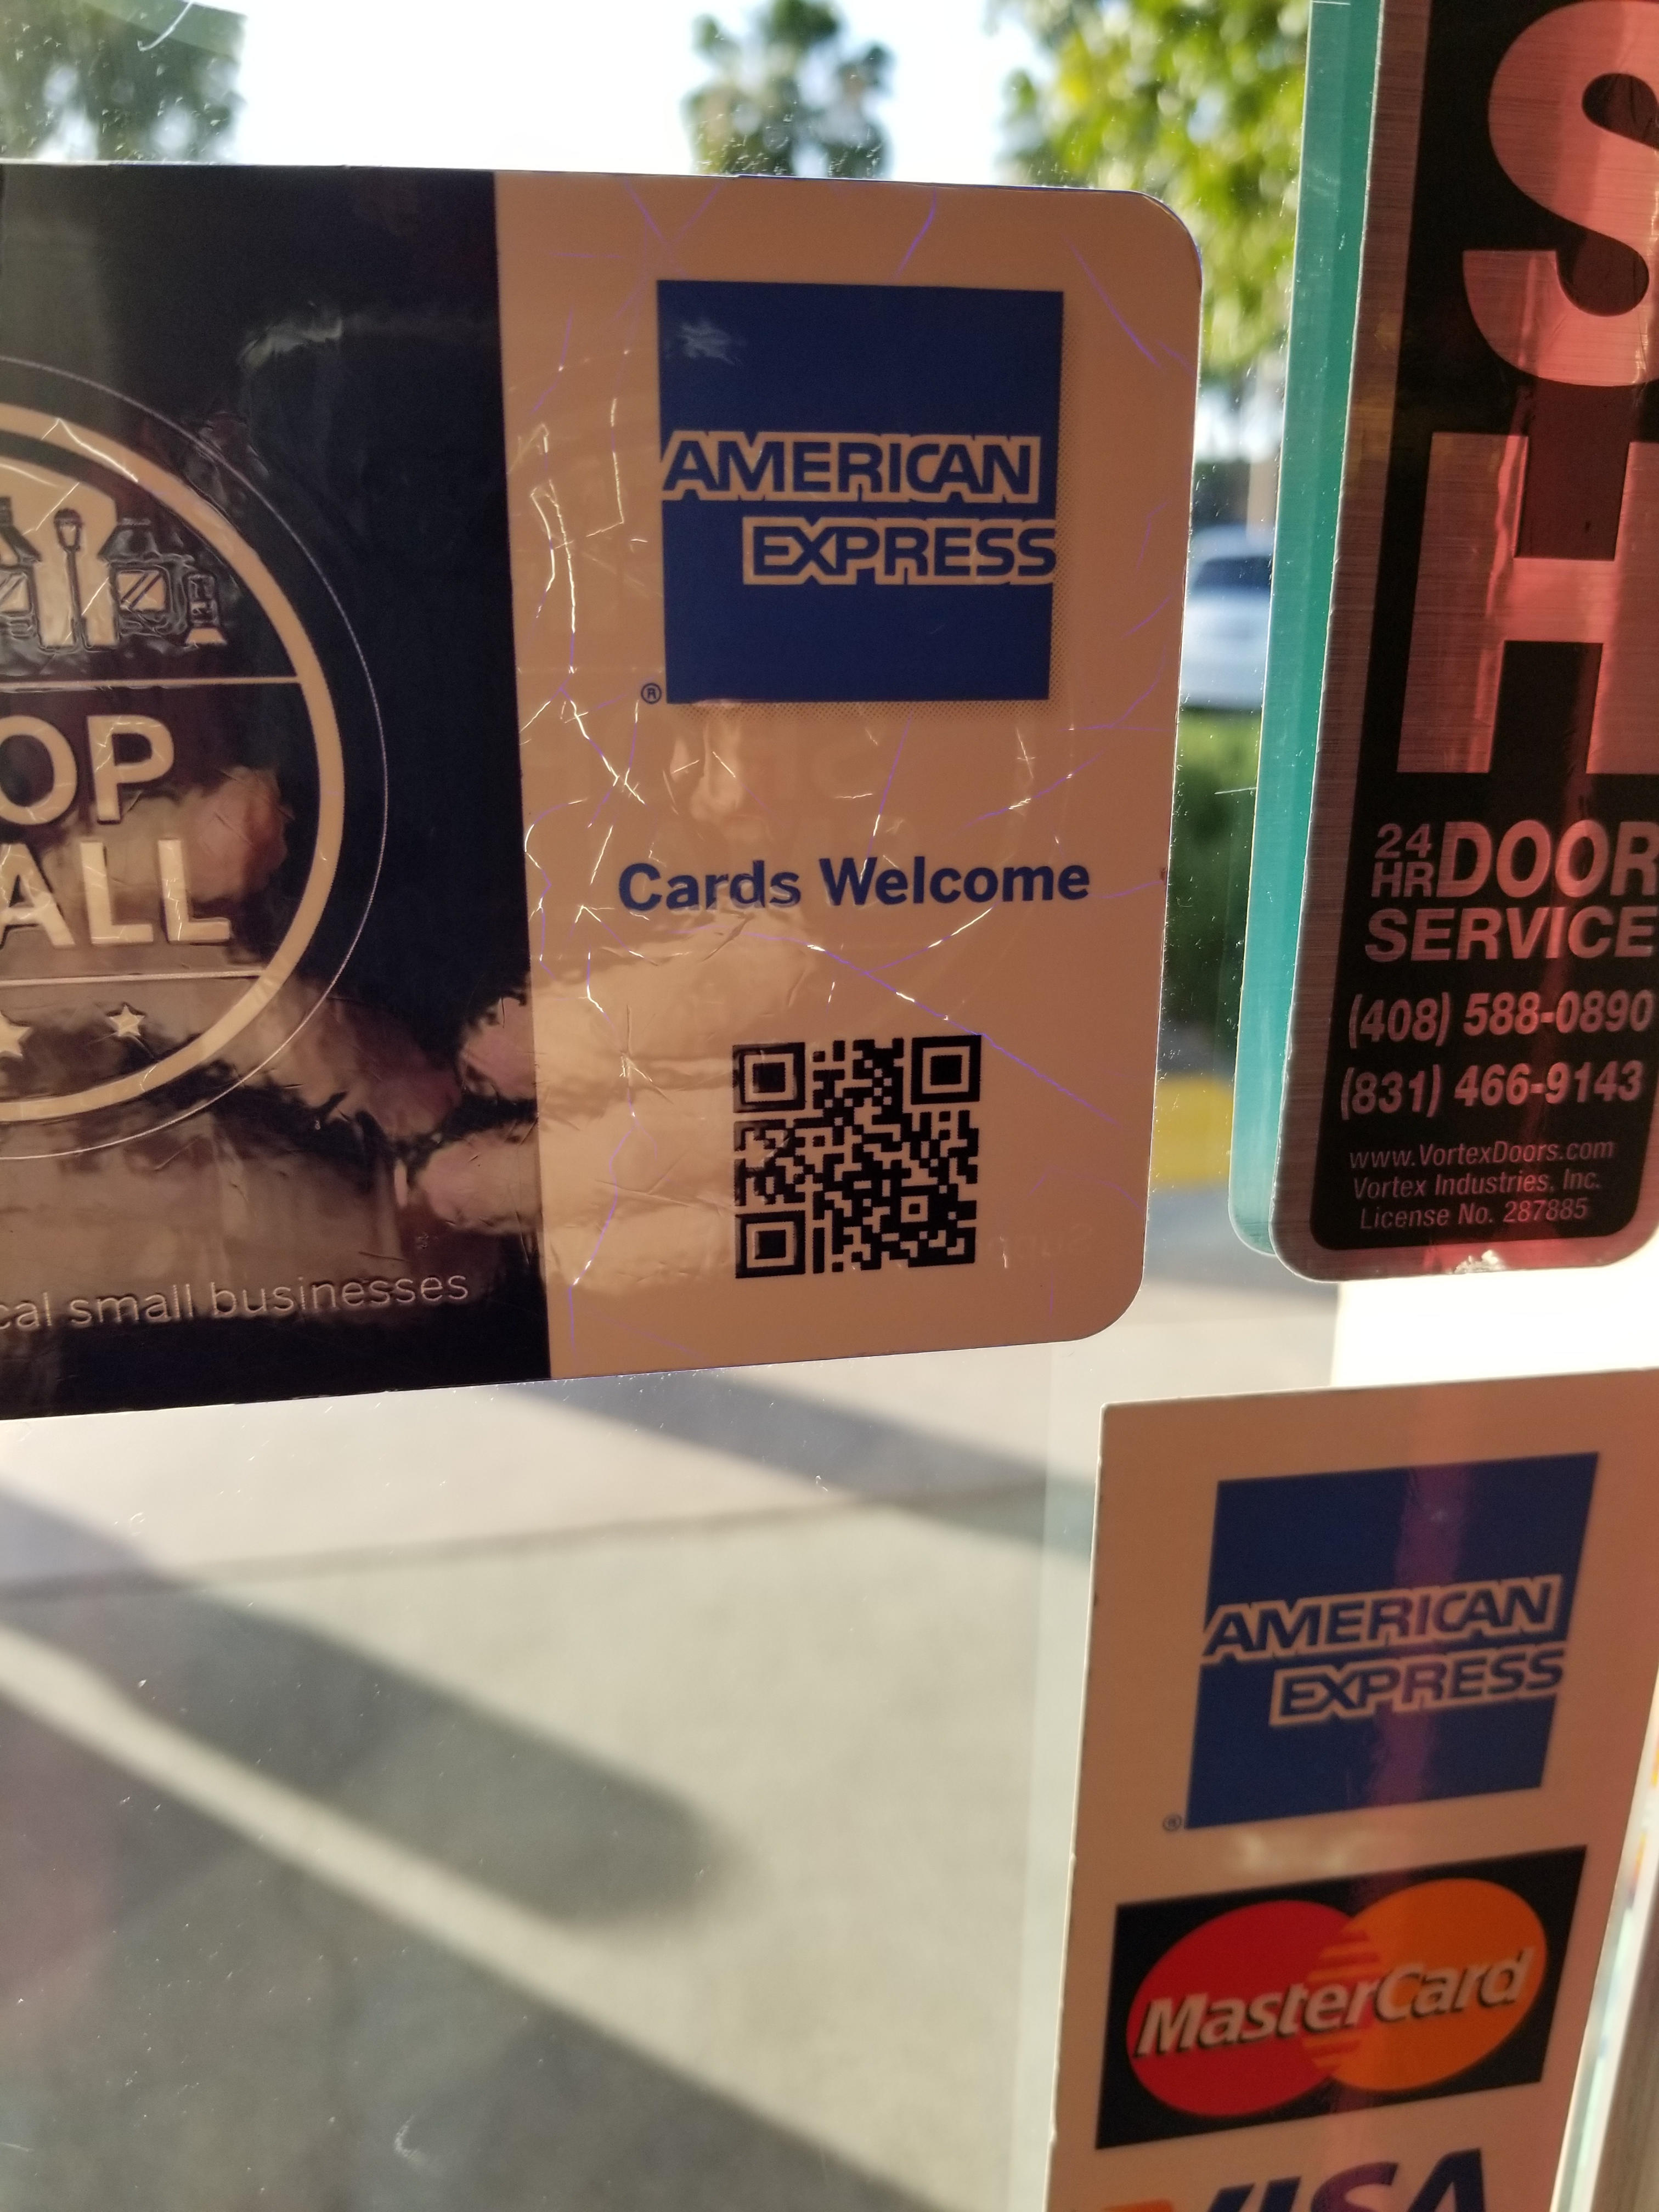 OP
ALL
cal small businesses
AMERICAN
EXPRESS
®
Cards Welcome
S
H
24
HR DOOR
SERVICE
(408) 588-0890
(831) 466-9143
www.VortexDoors.com
Vortex Industries, Inc.
License No. 287885
AMERICAN
EXPRESS
®
MasterCard
VISA